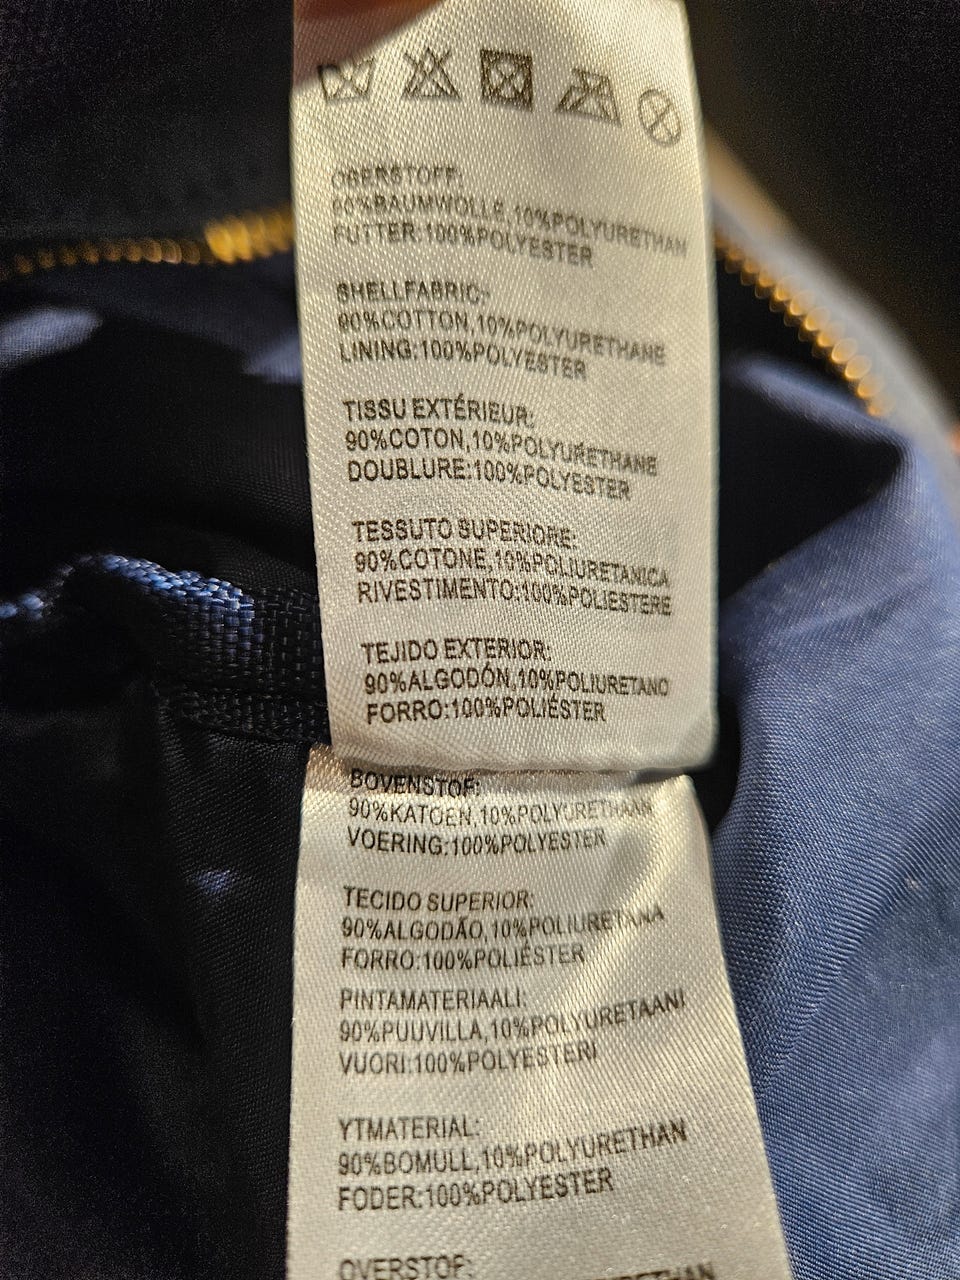 OBERSTOFF:
90%BAUMWOLLE,10%POLYURETHAN
FUTTER:100%POLYESTER
SHELLFABRIC:
90%COTTON,10%POLYURETHANE
LINING:100%POLYESTER
TISSU EXTÉRIEUR:
90%COTON,10%POLYURÉTHANE
DOUBLURE:100%POLYESTER
TESSUTO SUPERIORE:
90%COTONE,10%POLIURETANICA
RIVESTIMENTO:100%POLIESTERE
TEJIDO EXTERIOR:
90%ALGODÓN,10%POLIURETANO
FORRO:100%POLIÉSTER
BOVENSTOF:
90%KATOEN,10%POLYURETHAAN
VOERING:100%POLYESTER
TECIDO SUPERIOR:
90%ALGODÃO,10%POLIURETANA
FORRO:100%POLIÉSTER
PINTAMATERIAALI:
90%PUUVILLA,10%POLYURETAANI
VUORI:100%POLYESTERI
YTMATERIAL:
90%BOMULL,10%POLYURETHAN
FODER:100%POLYESTER
OVERSTOF:
POLYURETHAN